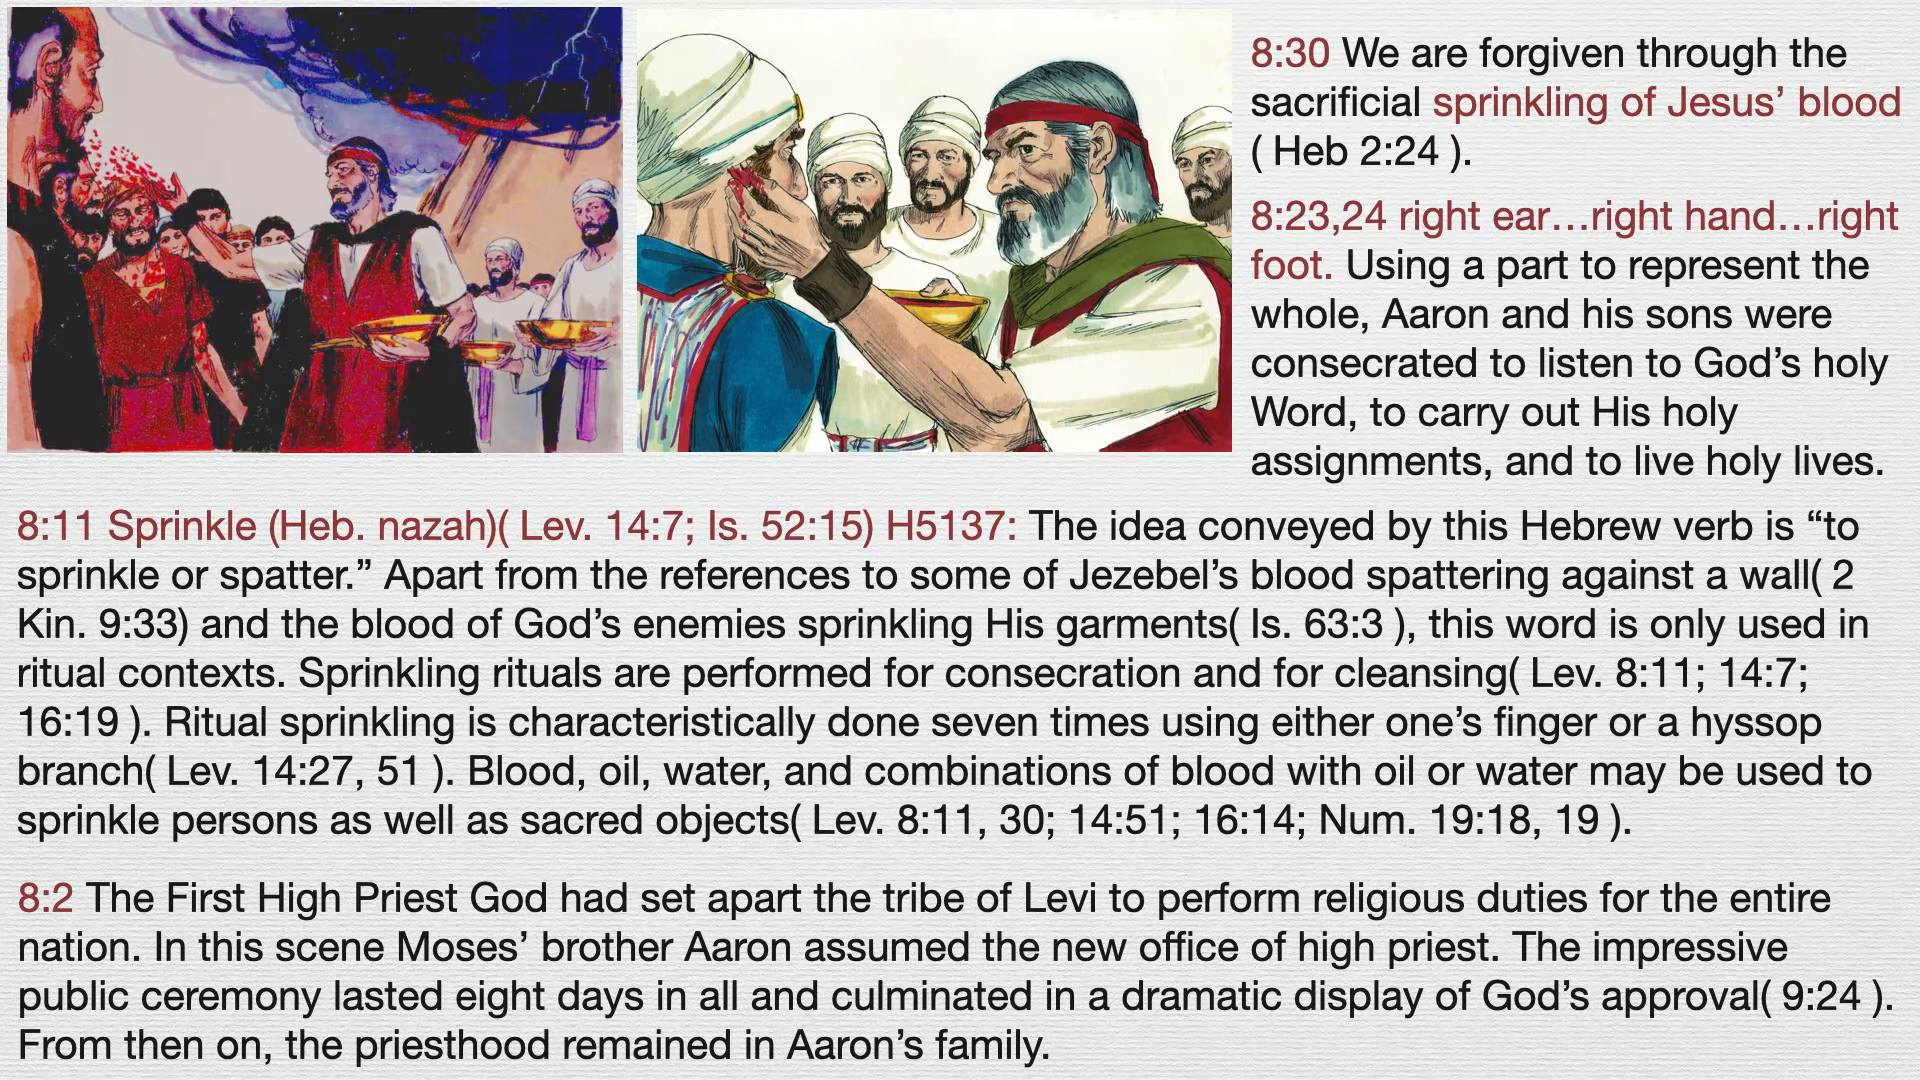 8:30 We are forgiven through the
sacrificial sprinkling of Jesus’ blood
( Heb 2:24 ).
8:23,24 right ear…right hand…right
foot. Using a part to represent the
whole, Aaron and his sons were
consecrated to listen to God’s holy
Word, to carry out His holy
assignments, and to live holy lives.
8:11 Sprinkle (Heb. nazah)( Lev. 14:7; Is. 52:15) H5137: The idea conveyed by this Hebrew verb is “to
sprinkle or spatter.” Apart from the references to some of Jezebel’s blood spattering against a wall( 2
Kin. 9:33) and the blood of God’s enemies sprinkling His garments( Is. 63:3 ), this word is only used in
ritual contexts. Sprinkling rituals are performed for consecration and for cleansing( Lev. 8:11; 14:7;
16:19 ). Ritual sprinkling is characteristically done seven times using either one’s finger or a hyssop
branch( Lev. 14:27, 51 ). Blood, oil, water, and combinations of blood with oil or water may be used to
sprinkle persons as well as sacred objects( Lev. 8:11, 30; 14:51; 16:14; Num. 19:18, 19 ).
8:2 The First High Priest God had set apart the tribe of Levi to perform religious duties for the entire
nation. In this scene Moses’ brother Aaron assumed the new office of high priest. The impressive
public ceremony lasted eight days in all and culminated in a dramatic display of God’s approval( 9:24 ).
From then on, the priesthood remained in Aaron’s family.